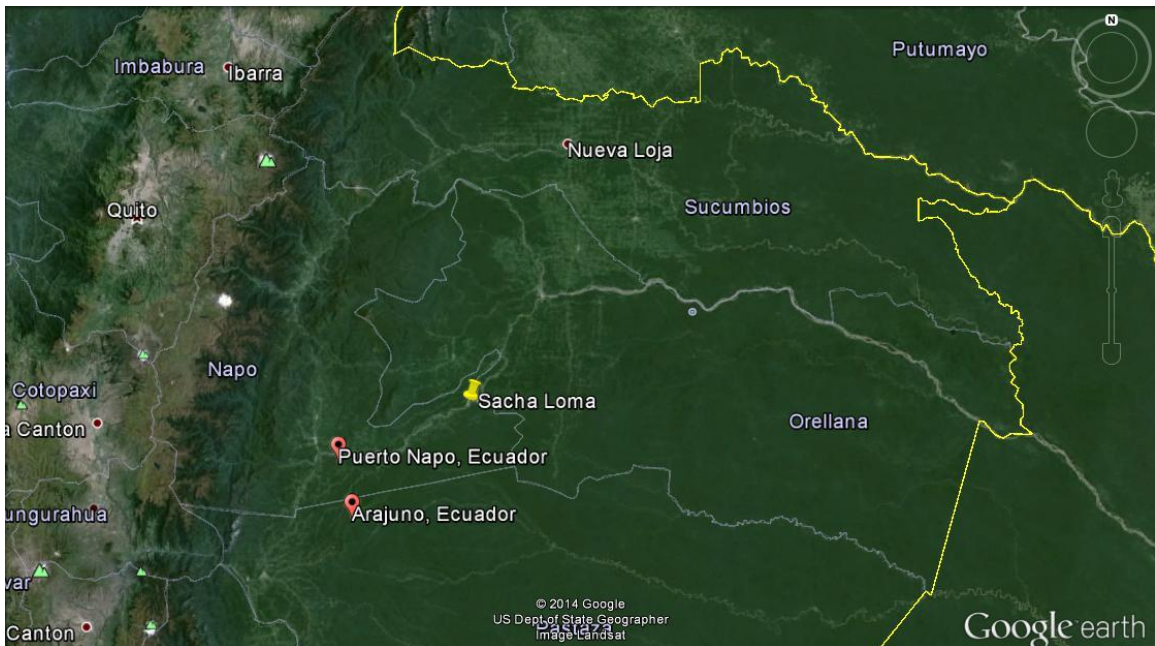 Putumayo
Imbabura
Ibarra
N
Nueva Loja
Quito
Sucumbios
Napo
Cotopaxi
Sacha Loma
a Canton
Orellana
Puerto Napo, Ecuador
ungurahua
Arajuno, Ecuador
var
© 2014 Google
US Dept of State Geographer
Pastaza
Image Landsat
Canton
Google earth